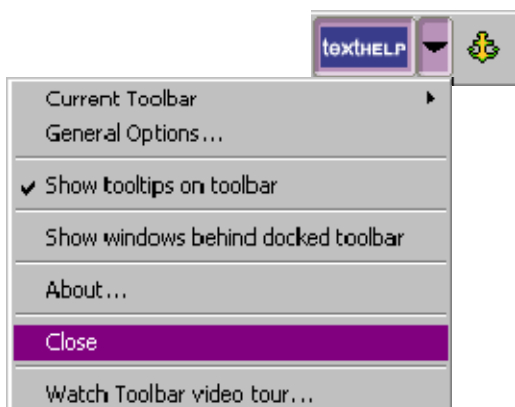 textHELP
Current Toolbar
General Options...
Show tooltips on toolbar
Show windows behind docked toolbar
About...
Close
Watch Toolbar video tour...